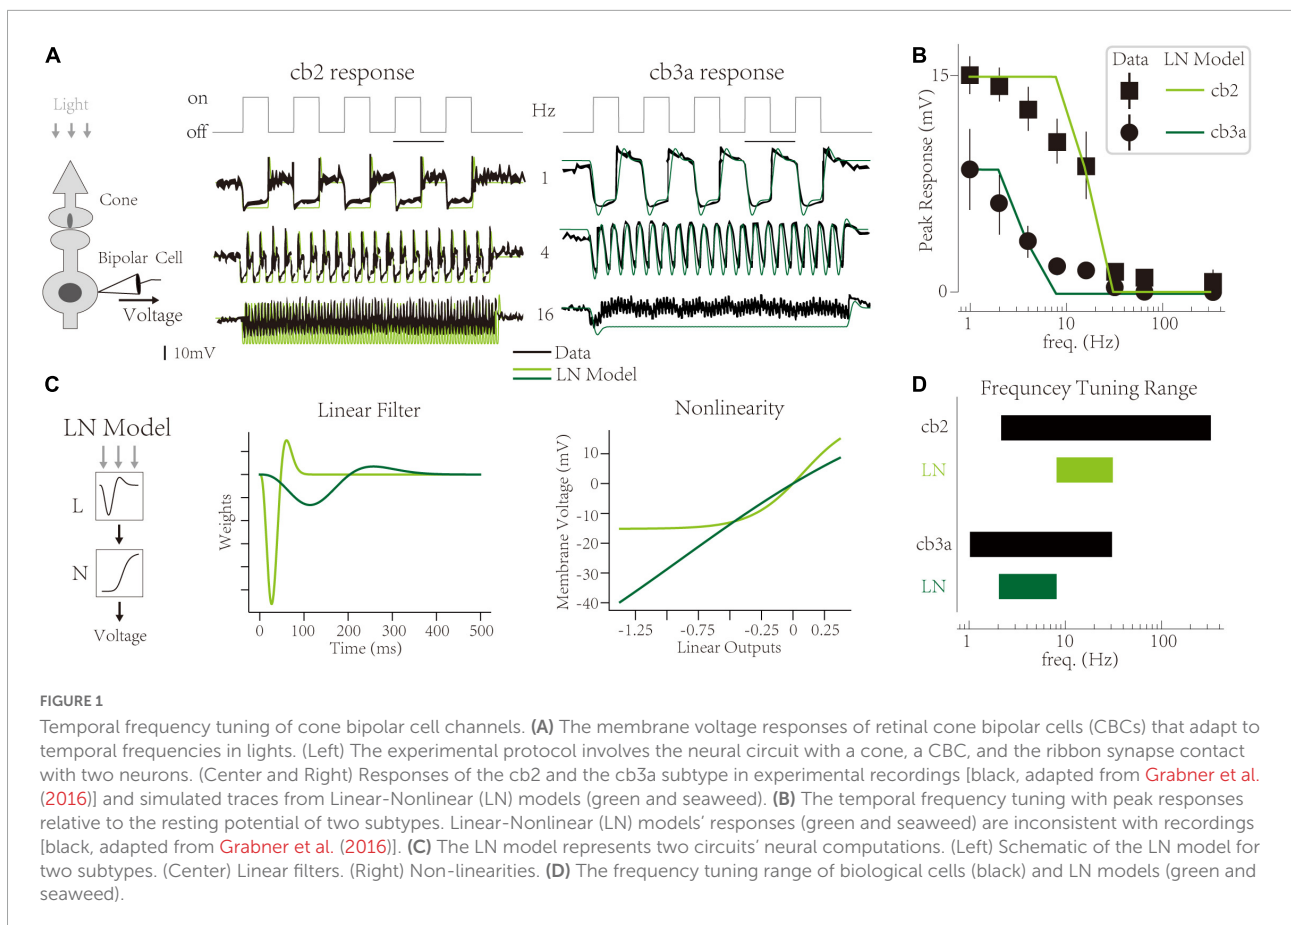 A
cb2 response
cb3a response
Light
on
off
Hz
1
4
16
Cone
Bipolar Cell
Voltage
10mV
Data
LN Model
B
Data LN Model
cb2
cb3a
Peak Response (mV)
15
0
1 10 100
freq. (Hz)
C
LN Model
L
N
Voltage
Linear Filter
Weights
0 100 200 300 400 500
Time (ms)
Nonlinearity
Membrane Voltage (mV)
10
0
-10
-20
-30
-40
-1.25 -0.75 -0.25 0 0.25
Linear Outputs
D
Frequncey Tuning Range
cb2
LN
cb3a
LN
1 10 100
freq. (Hz)
FIGURE 1
Temporal frequency tuning of cone bipolar cell channels. (A) The membrane voltage responses of retinal cone bipolar cells (CBCs) that adapt to
temporal frequencies in lights. (Left) The experimental protocol involves the neural circuit with a cone, a CBC, and the ribbon synapse contact
with two neurons. (Center and Right) Responses of the cb2 and the cb3a subtype in experimental recordings [black, adapted from Grabner et al.
(2016)] and simulated traces from Linear-Nonlinear (LN) models (green and seaweed). (B) The temporal frequency tuning with peak responses
relative to the resting potential of two subtypes. Linear-Nonlinear (LN) models’ responses (green and seaweed) are inconsistent with recordings
[black, adapted from Grabner et al. (2016)]. (C) The LN model represents two circuits’ neural computations. (Left) Schematic of the LN model for
two subtypes. (Center) Linear filters. (Right) Non-linearities. (D) The frequency tuning range of biological cells (black) and LN models (green and
seaweed).